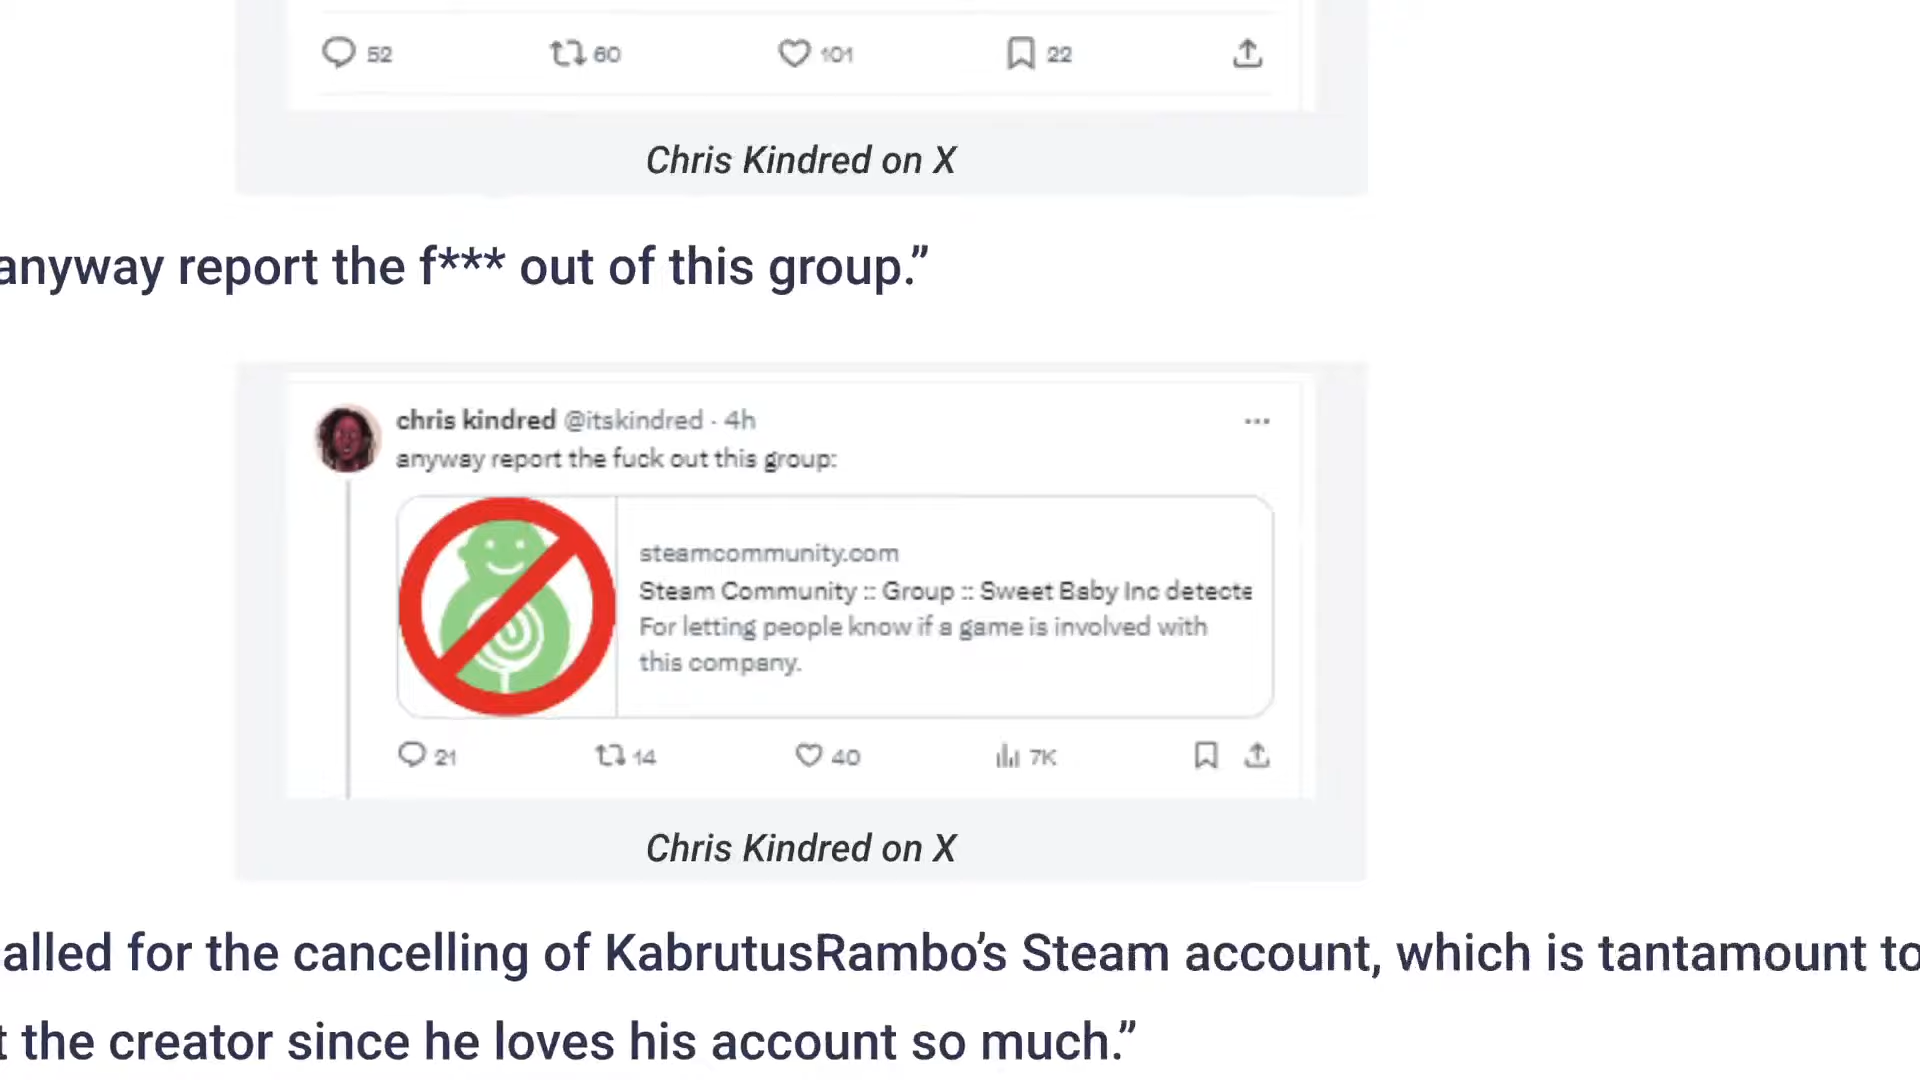 52 60 101 22
Chris Kindred on X
anyway report the f*** out of this group.”
chris kindred @itskindred · 4h
anyway report the fuck out this group:
steamcommunity.com
Steam Community :: Group :: Sweet Baby Inc detecte
For letting people know if a game is involved with
this company.
21 14 40 7K
Chris Kindred on X
alled for the cancelling of KabrutusRambo’s Steam account, which is tantamount to
t the creator since he loves his account so much.”